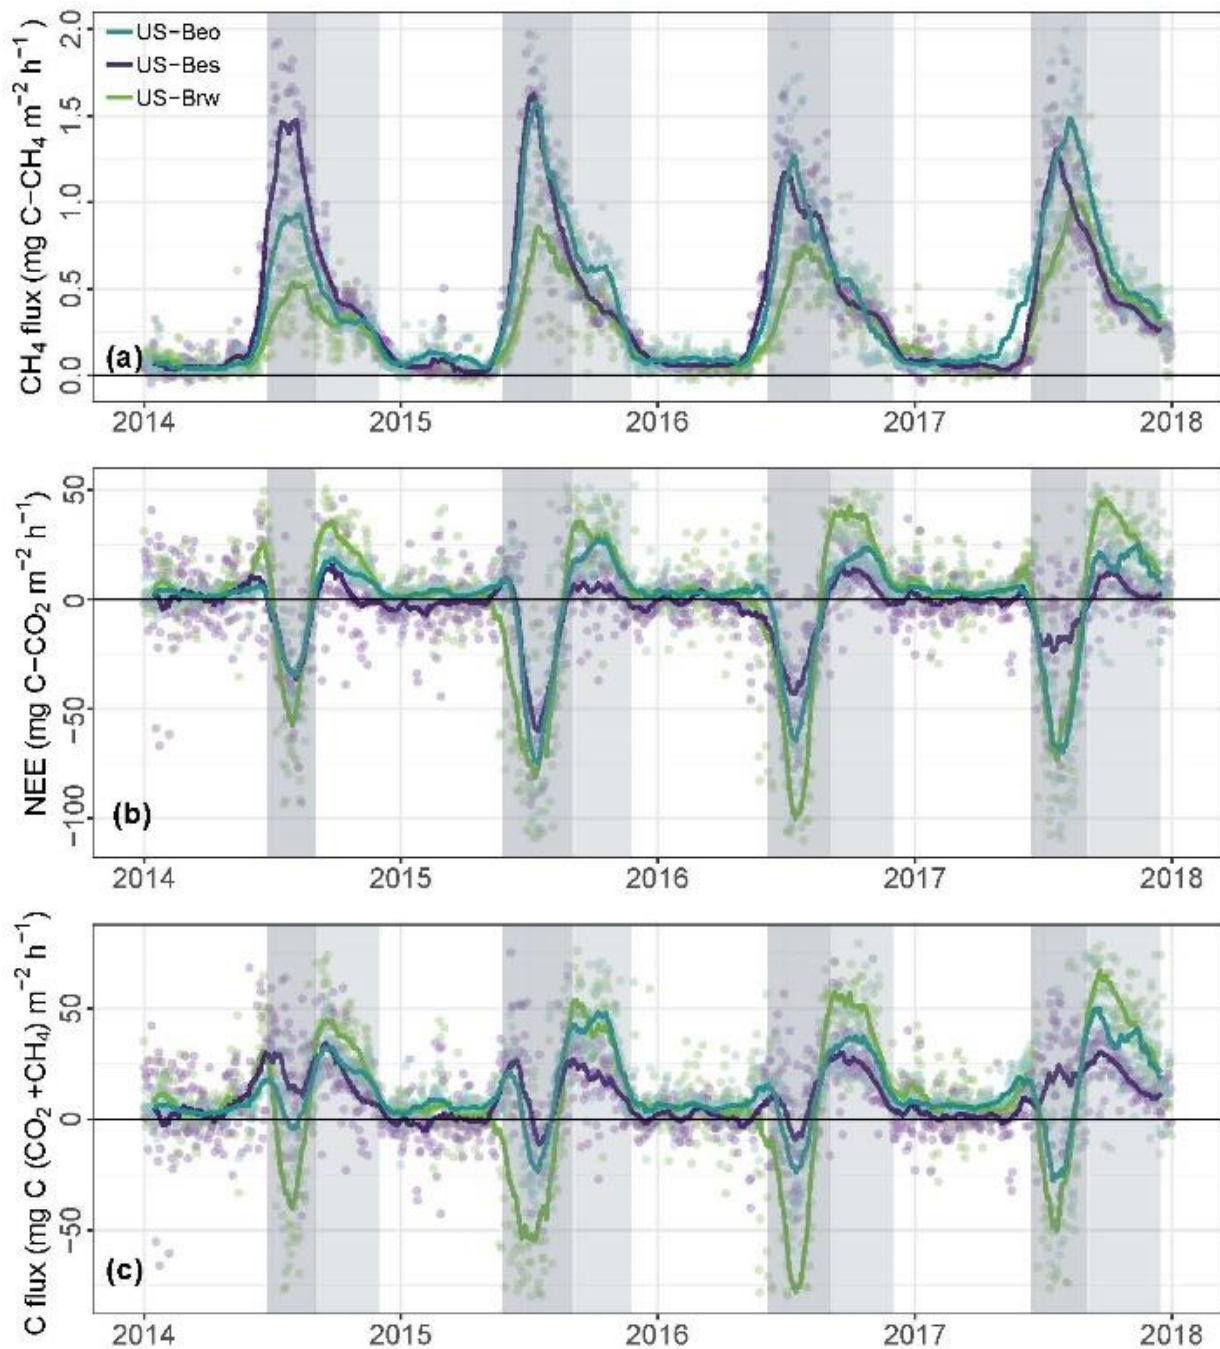 CH₄ flux (mg C−CH₄ m⁻² h⁻¹)
2.0
1.5
1.0
0.5
0.0
US−Beo
US−Bes
US−Brw
(a)
2014 2015 2016 2017 2018
NEE (mg C−CO₂ m⁻² h⁻¹)
50
0
−50
−100
(b)
2014 2015 2016 2017 2018
C flux (mg C (CO₂ +CH₄) m⁻² h⁻¹)
50
0
−50
(c)
2014 2015 2016 2017 2018